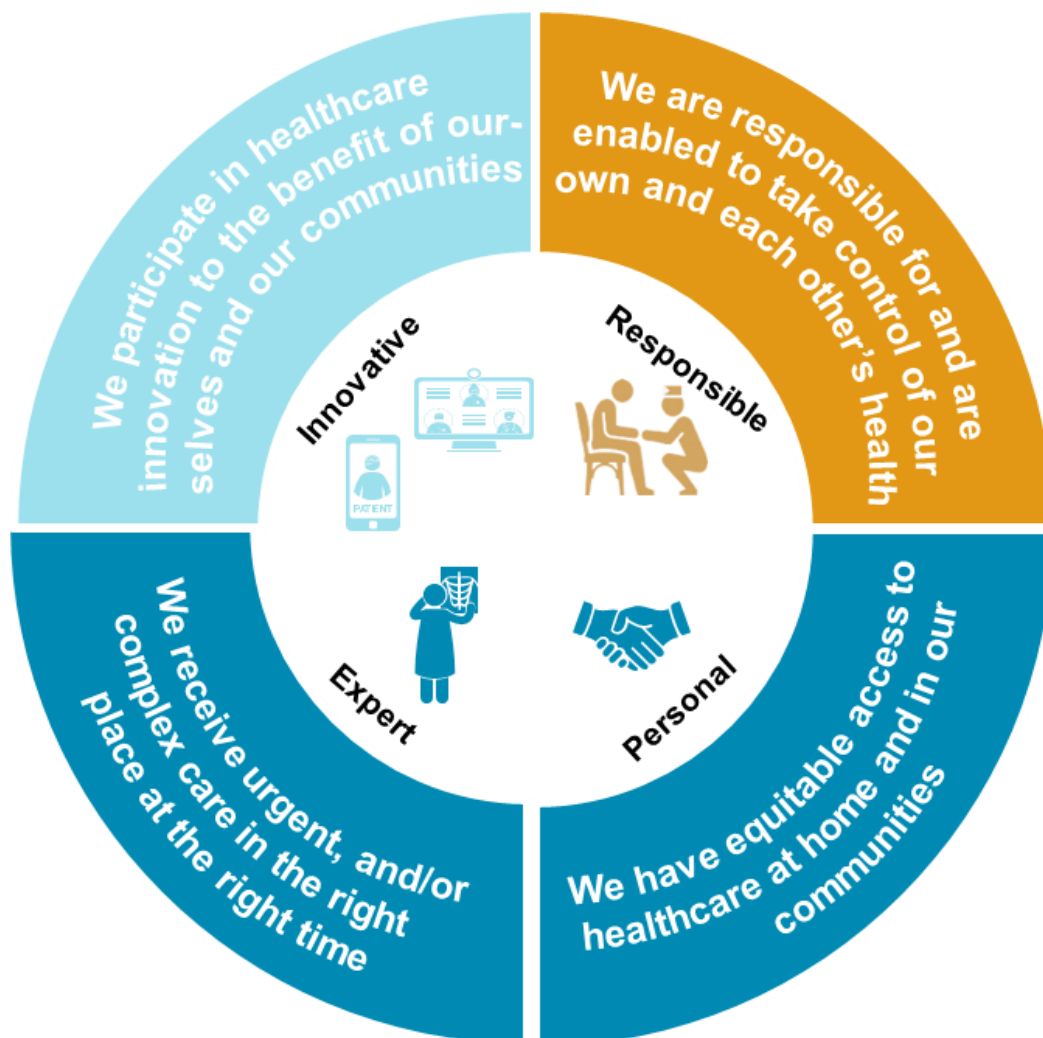 We participate in healthcare
innovation to the benefit of our-
selves and our communities
We are responsible for and are
enabled to take control of our
own and each other's health
Innovative
Responsible
PATIENT
Expert
Personal
We receive urgent, and/or
complex care in the right
place at the right time
We have equitable access to
healthcare at home and in our
communities